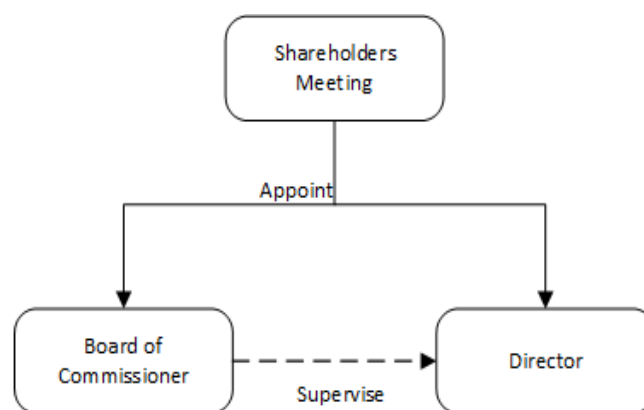 Shareholders
Meeting
Appoint
Board of
Commissioner
Director
Supervise